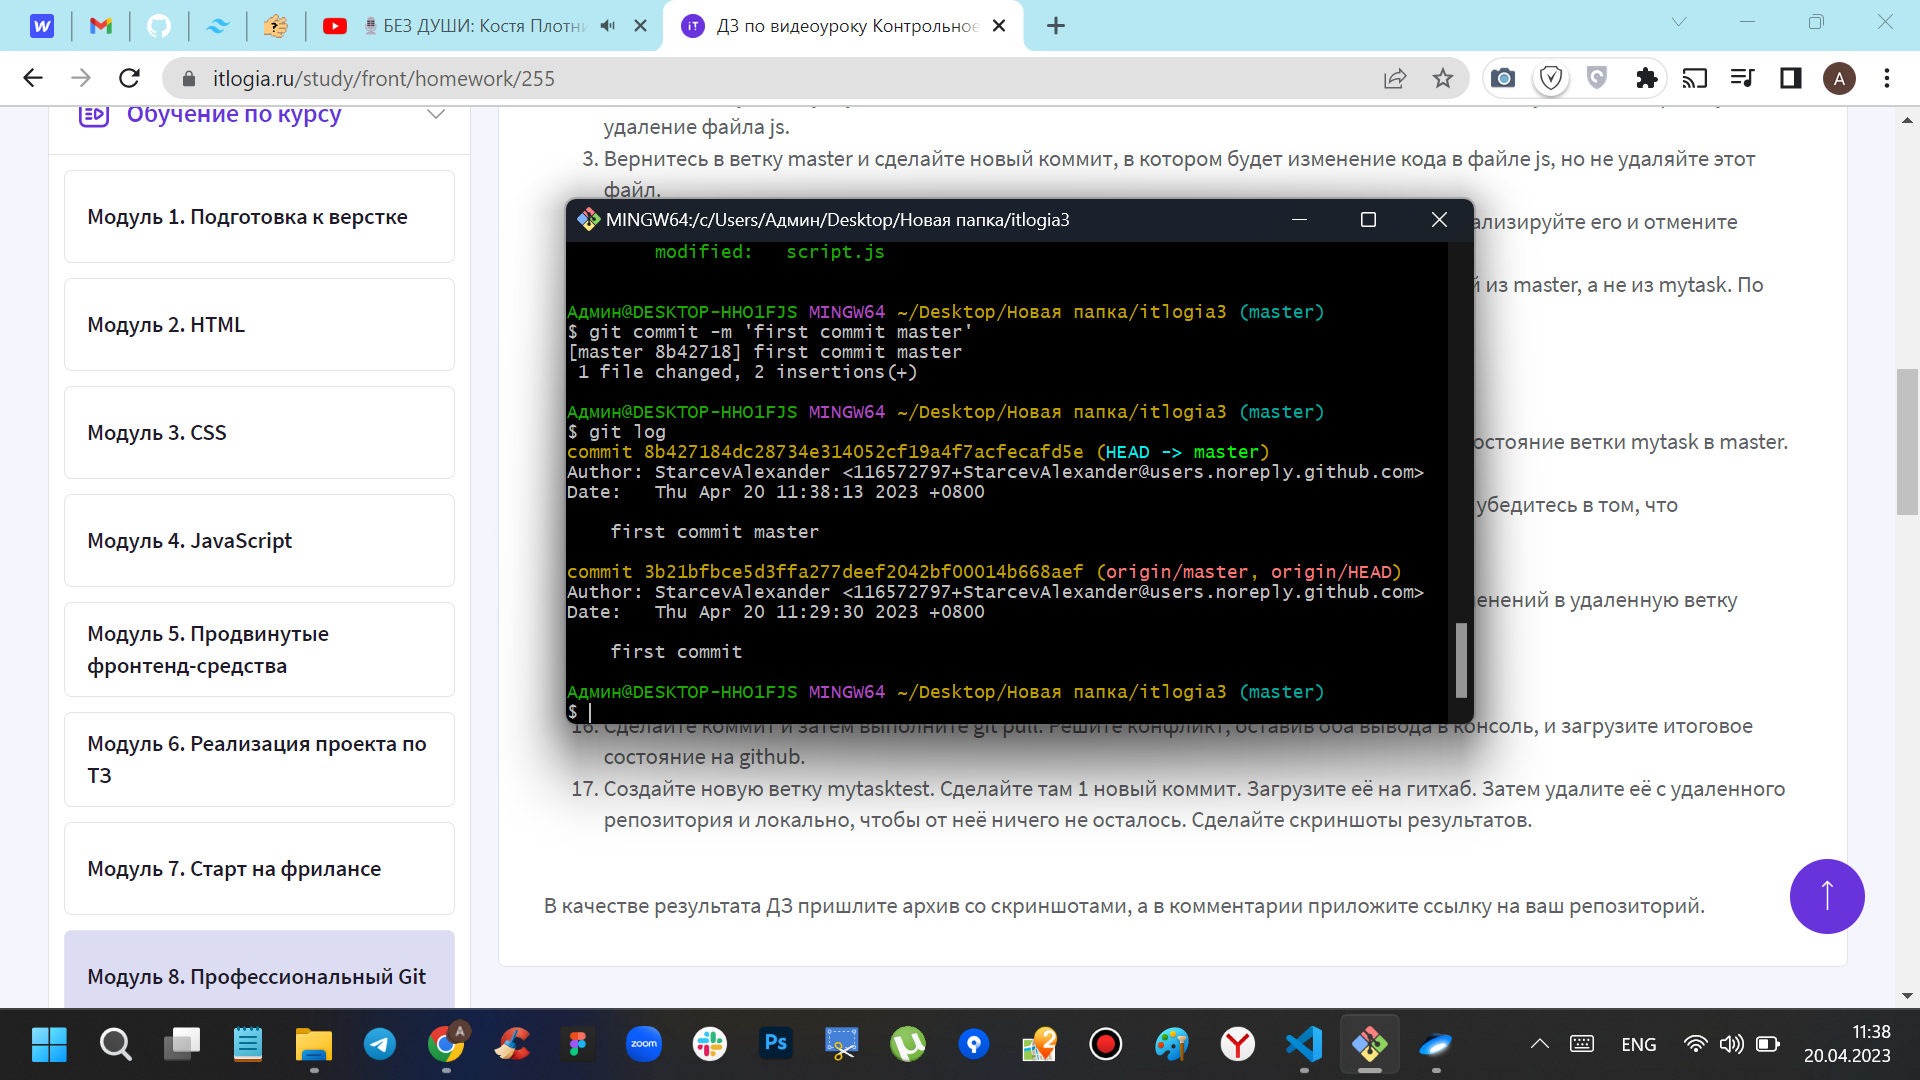 БЕЗ ДУШИ: Костя Плотни
ДЗ по видеоуроку Контрольное
itlogia.ru/study/front/homework/255
A
Обучение по курсу
Модуль 1. Подготовка к верстке
Модуль 2. HTML
Модуль 3. CSS
Модуль 4. JavaScript
Модуль 5. Продвинутые
фронтенд-средства
Модуль 6. Реализация проекта по
ТЗ
Модуль 7. Старт на фрилансе
Модуль 8. Профессиональный Git
удаление файла js.
3. Вернитесь в ветку master и сделайте новый коммит, в котором будет изменение кода в файле js, но не удаляйте этот
файл.
ализируйте его и отмените
й из master, а не из mytask. По
остояние ветки mytask в master.
убедитесь в том, что
енений в удаленную ветку
16. Сделайте коммит и затем выполните git pull. Решите конфликт, оставив оба вывода в консоль, и загрузите итоговое
состояние на github.
17. Создайте новую ветку mytasktest. Сделайте там 1 новый коммит. Загрузите её на гитхаб. Затем удалите её с удаленного
репозитория и локально, чтобы от неё ничего не осталось. Сделайте скриншоты результатов.
В качестве результата ДЗ пришлите архив со скриншотами, а в комментарии приложите ссылку на ваш репозиторий.
MINGW64:/c/Users/Админ/Desktop/Новая папка/itlogia3
modified:   script.js
Админ@DESKTOP-HHO1FJS MINGW64 ~/Desktop/Новая папка/itlogia3 (master)
$ git commit -m 'first commit master'
[master 8b42718] first commit master
1 file changed, 2 insertions(+)
Админ@DESKTOP-HHO1FJS MINGW64 ~/Desktop/Новая папка/itlogia3 (master)
$ git log
commit 8b427184dc28734e314052cf19a4f7acfecafd5e (HEAD -> master)
Author: StarcevAlexander <116572797+StarcevAlexander@users.noreply.github.com>
Date:   Thu Apr 20 11:38:13 2023 +0800
first commit master
commit 3b21bfbce5d3ffa277deef2042bf00014b668aef (origin/master, origin/HEAD)
Author: StarcevAlexander <116572797+StarcevAlexander@users.noreply.github.com>
Date:   Thu Apr 20 11:29:30 2023 +0800
first commit
Админ@DESKTOP-HHO1FJS MINGW64 ~/Desktop/Новая папка/itlogia3 (master)
$
zoom
Ps
ENG
11:38
20.04.2023